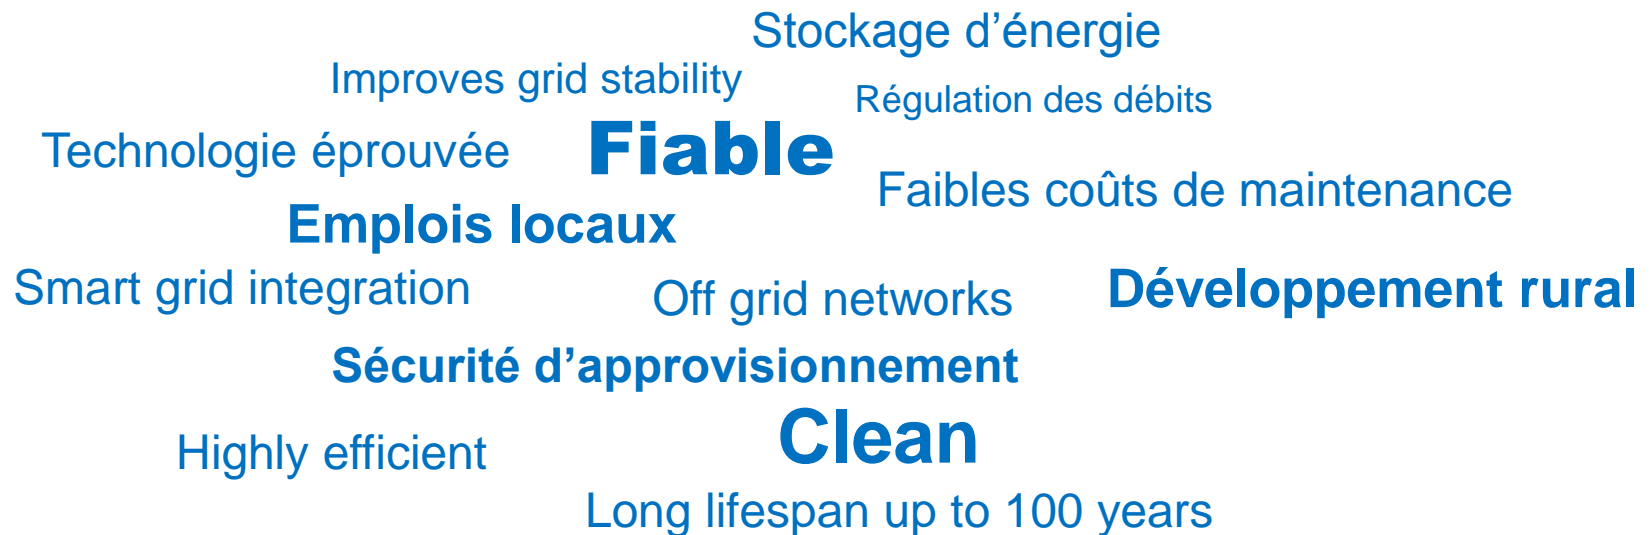 Stockage d’énergie
Improves grid stability
Régulation des débits
Technologie éprouvée
Fiable
Faibles coûts de maintenance
Emplois locaux
Smart grid integration
Off grid networks
Développement rural
Sécurité d’approvisionnement
Clean
Highly efficient
Long lifespan up to 100 years